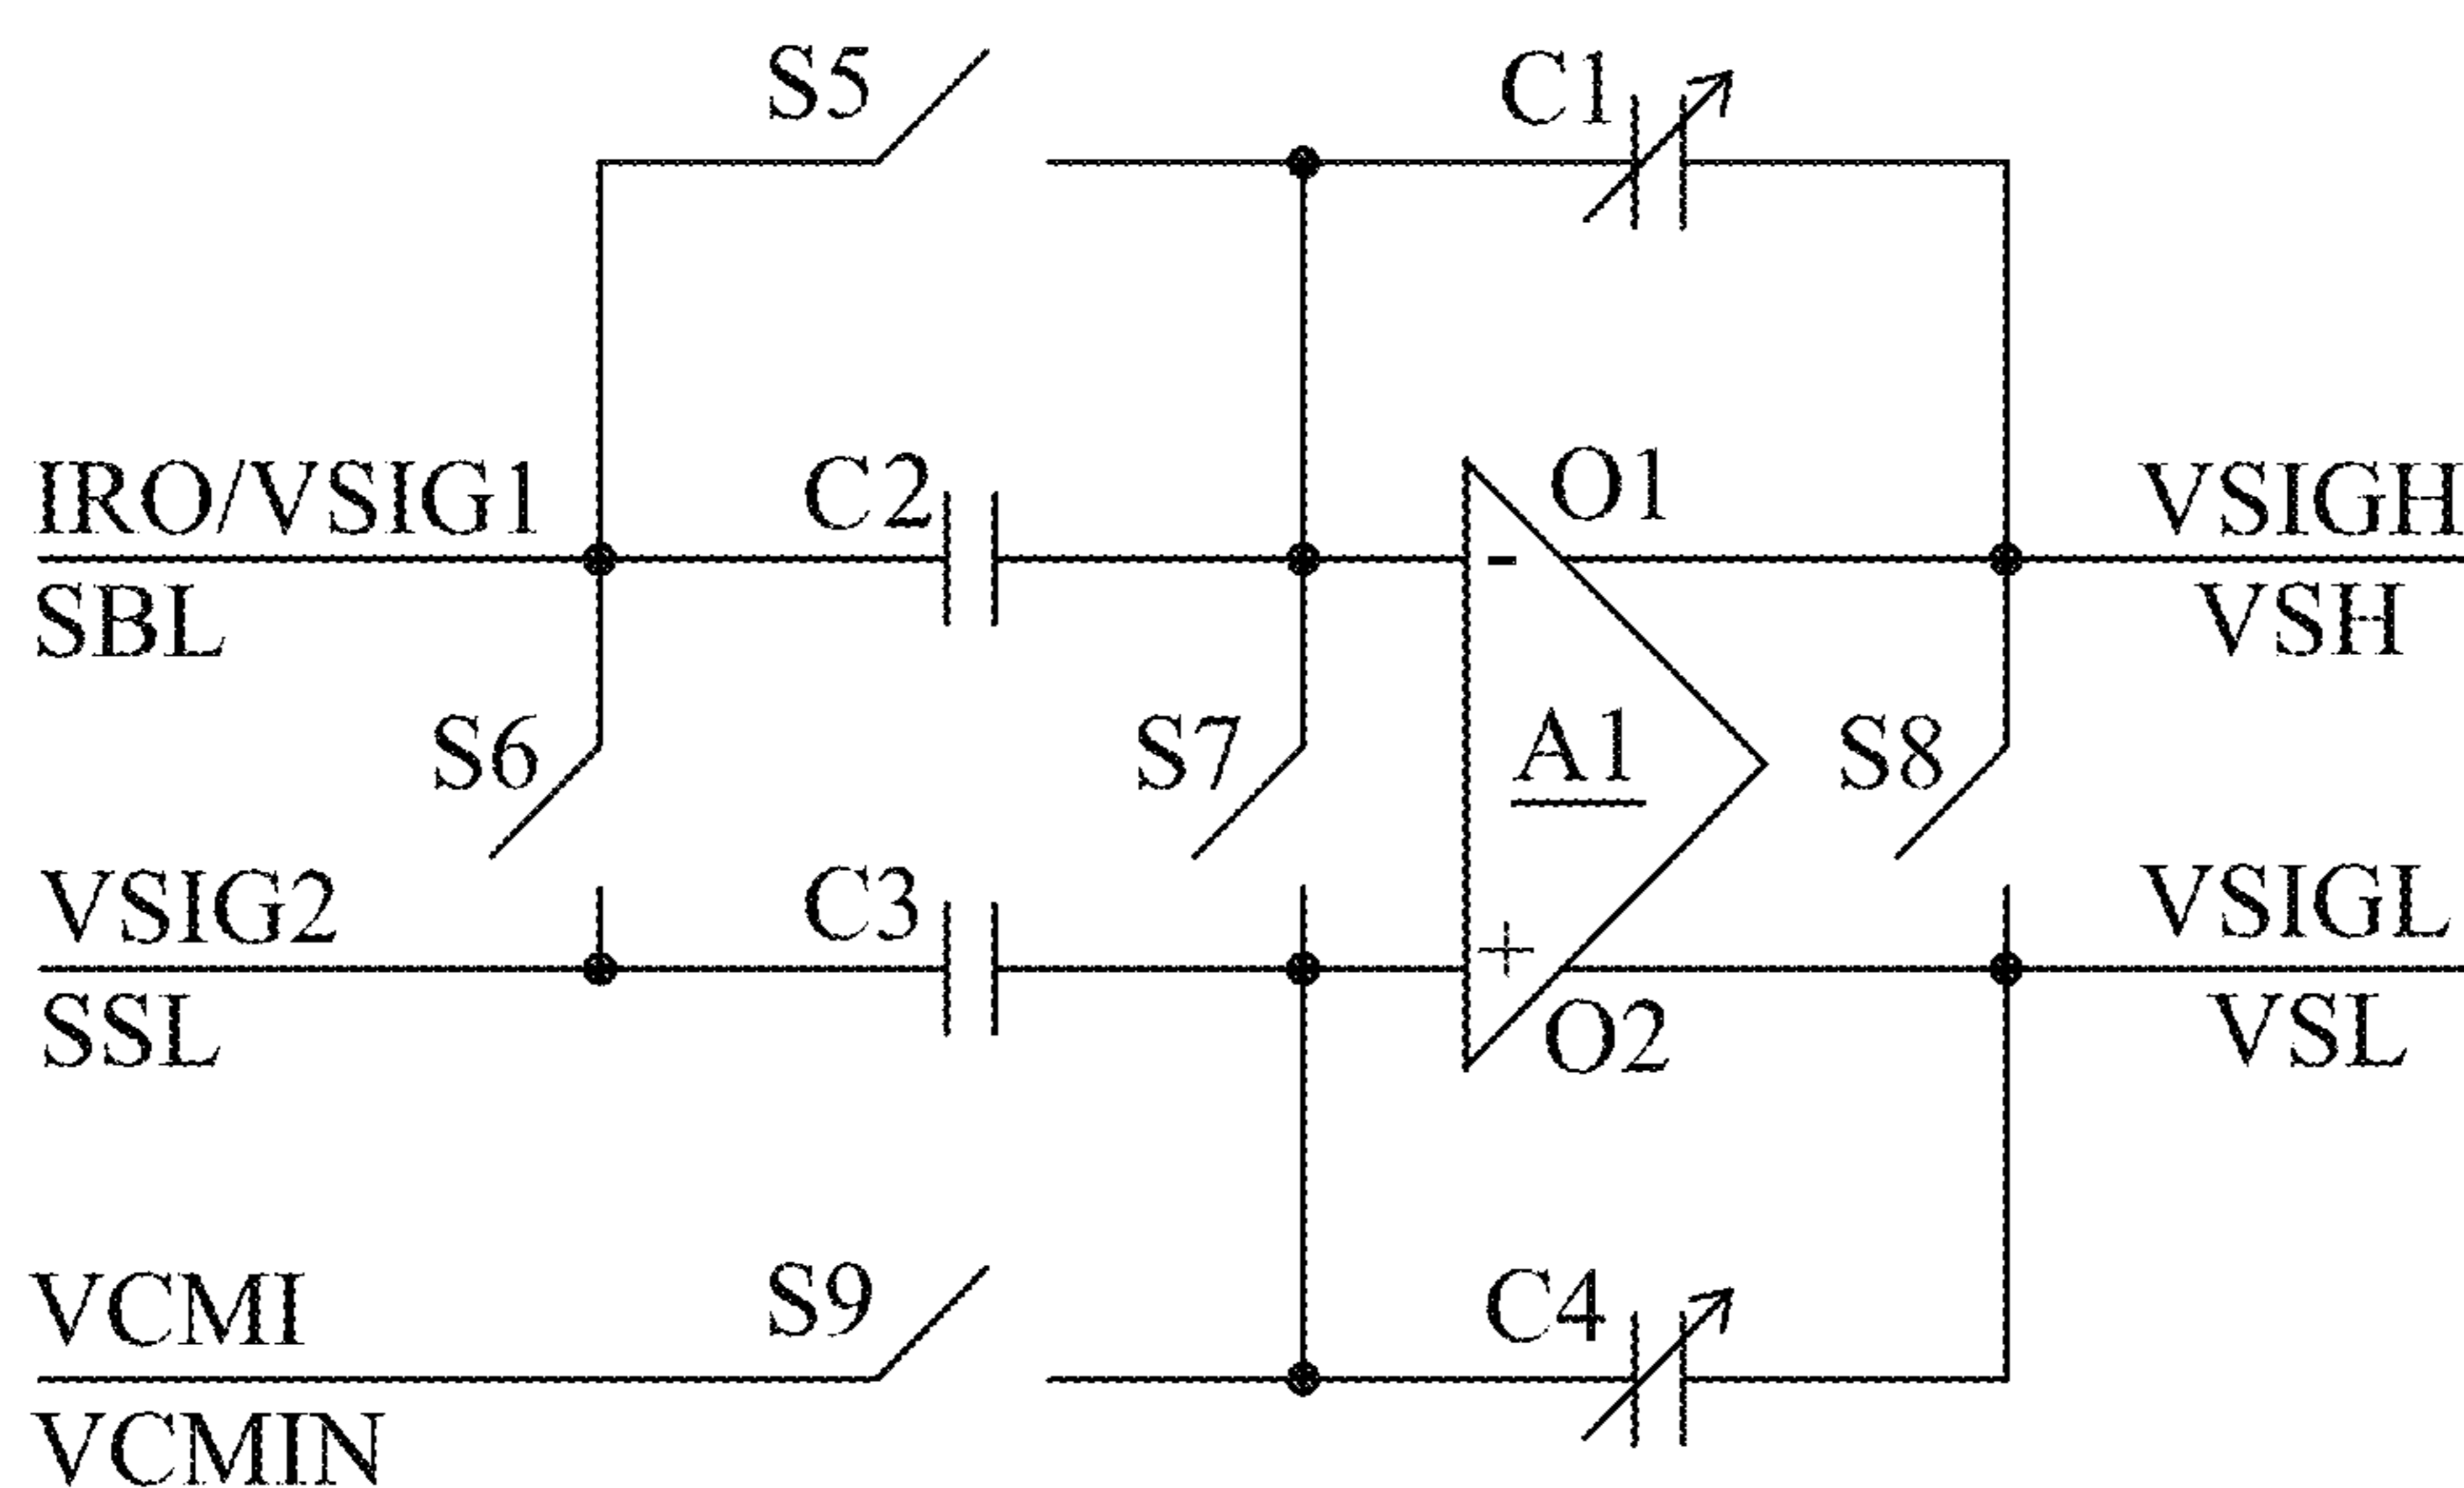 S5
C1
IRO/VSIG1
C2
O1
VSIGH
SBL
VSH
-
S6
S7
A1
S8
VSIG2
C3
+
VSIGL
SSL
O2
VSL
VCMI
S9
C4
VCMIN